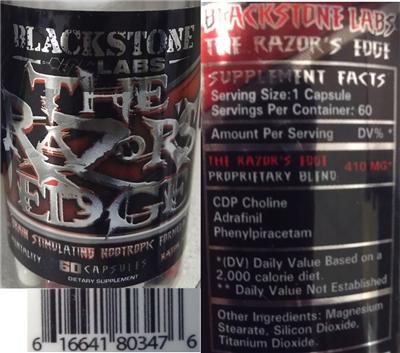 BLACKSTONE
LABS
THE
RAZOR'S
EDGE
BRAIN STIMULATING NOOTROPIC FORMULA
60 CAPSULES
DIETARY SUPPLEMENT
6 16641 80347 6
BLACKSTONE LABS
THE RAZOR'S EDGE
SUPPLEMENT FACTS
Serving Size:1 Capsule
Servings Per Container: 60
Amount Per Serving DV% *
THE RAZOR'S EDGE
PROPRIETARY BLEND 410 MG*
CDP Choline
Adrafinil
Phenylpiracetam
*(DV) Daily Value Based on a
2,000 calorie diet.
** Daily Value Not Established
Other Ingredients: Magnesium
Stearate, Silicon Dioxide,
Titanium Dioxide.